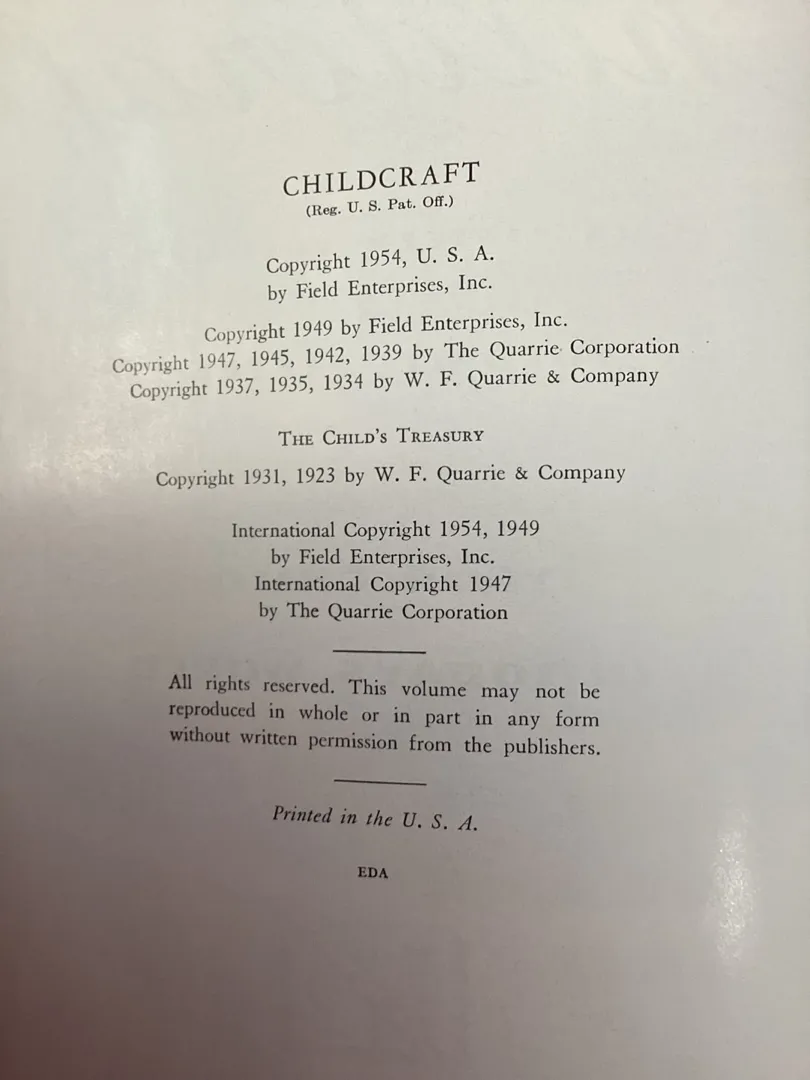 CHILDCRAFT
(Reg. U. S. Pat. Off.)
Copyright 1954, U. S. A.
by Field Enterprises, Inc.
Copyright 1949 by Field Enterprises, Inc.
Copyright 1947, 1945, 1942, 1939 by The Quarrie Corporation
Copyright 1937, 1935, 1934 by W. F. Quarrie & Company
THE CHILD'S TREASURY
Copyright 1931, 1923 by W. F. Quarrie & Company
International Copyright 1954, 1949
by Field Enterprises, Inc.
International Copyright 1947
by The Quarrie Corporation
All rights reserved. This volume may not be
reproduced in whole or in part in any form
without written permission from the publishers.
Printed in the U. S. A.
EDA